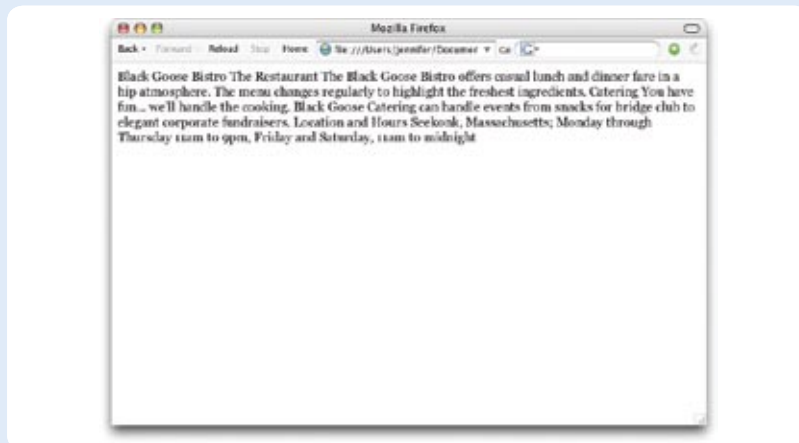 Mozilla Firefox
Back Forward Reload Stop Home file:///Users/jennifer/Documen G
Black Goose Bistro The Restaurant The Black Goose Bistro offers casual lunch and dinner fare in a
hip atmosphere. The menu changes regularly to highlight the freshest ingredients. Catering You have
fun... we'll handle the cooking. Black Goose Catering can handle events from snacks for bridge club to
elegant corporate fundraisers. Location and Hours Seekonk, Massachusetts; Monday through
Thursday 11am to 9pm, Friday and Saturday, 11am to midnight